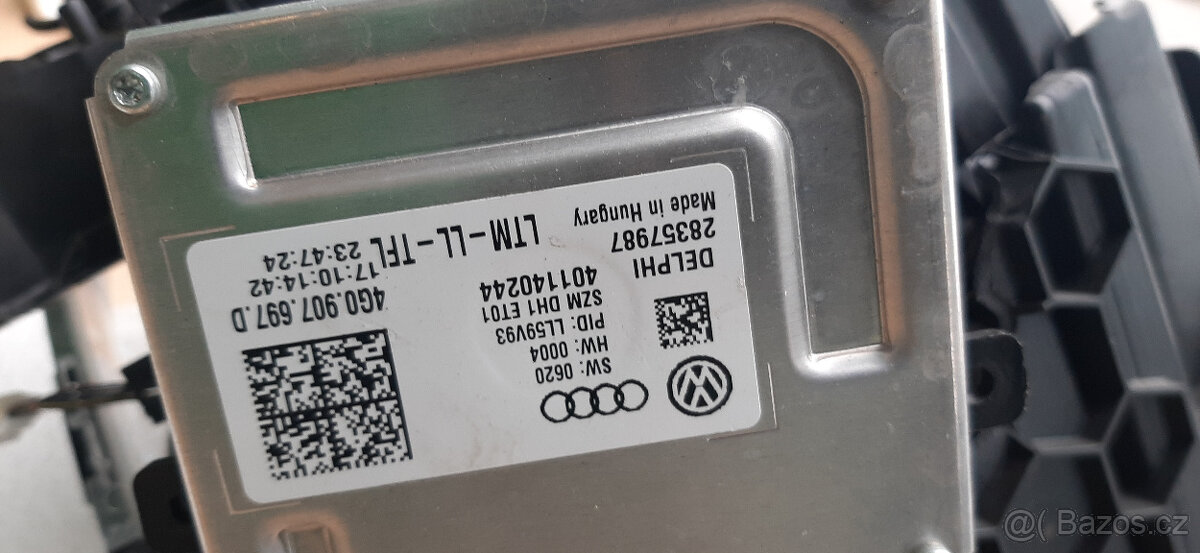 SW: 0620
HW: 0004
PID: LL59V93
SZM DH1 ET01
401140244
DELPHI
28357987
Made in Hungary
4G0.907.697.D
17:10:14:42
23:47:24
LTM-LL-TFL
@( Bazos.cz